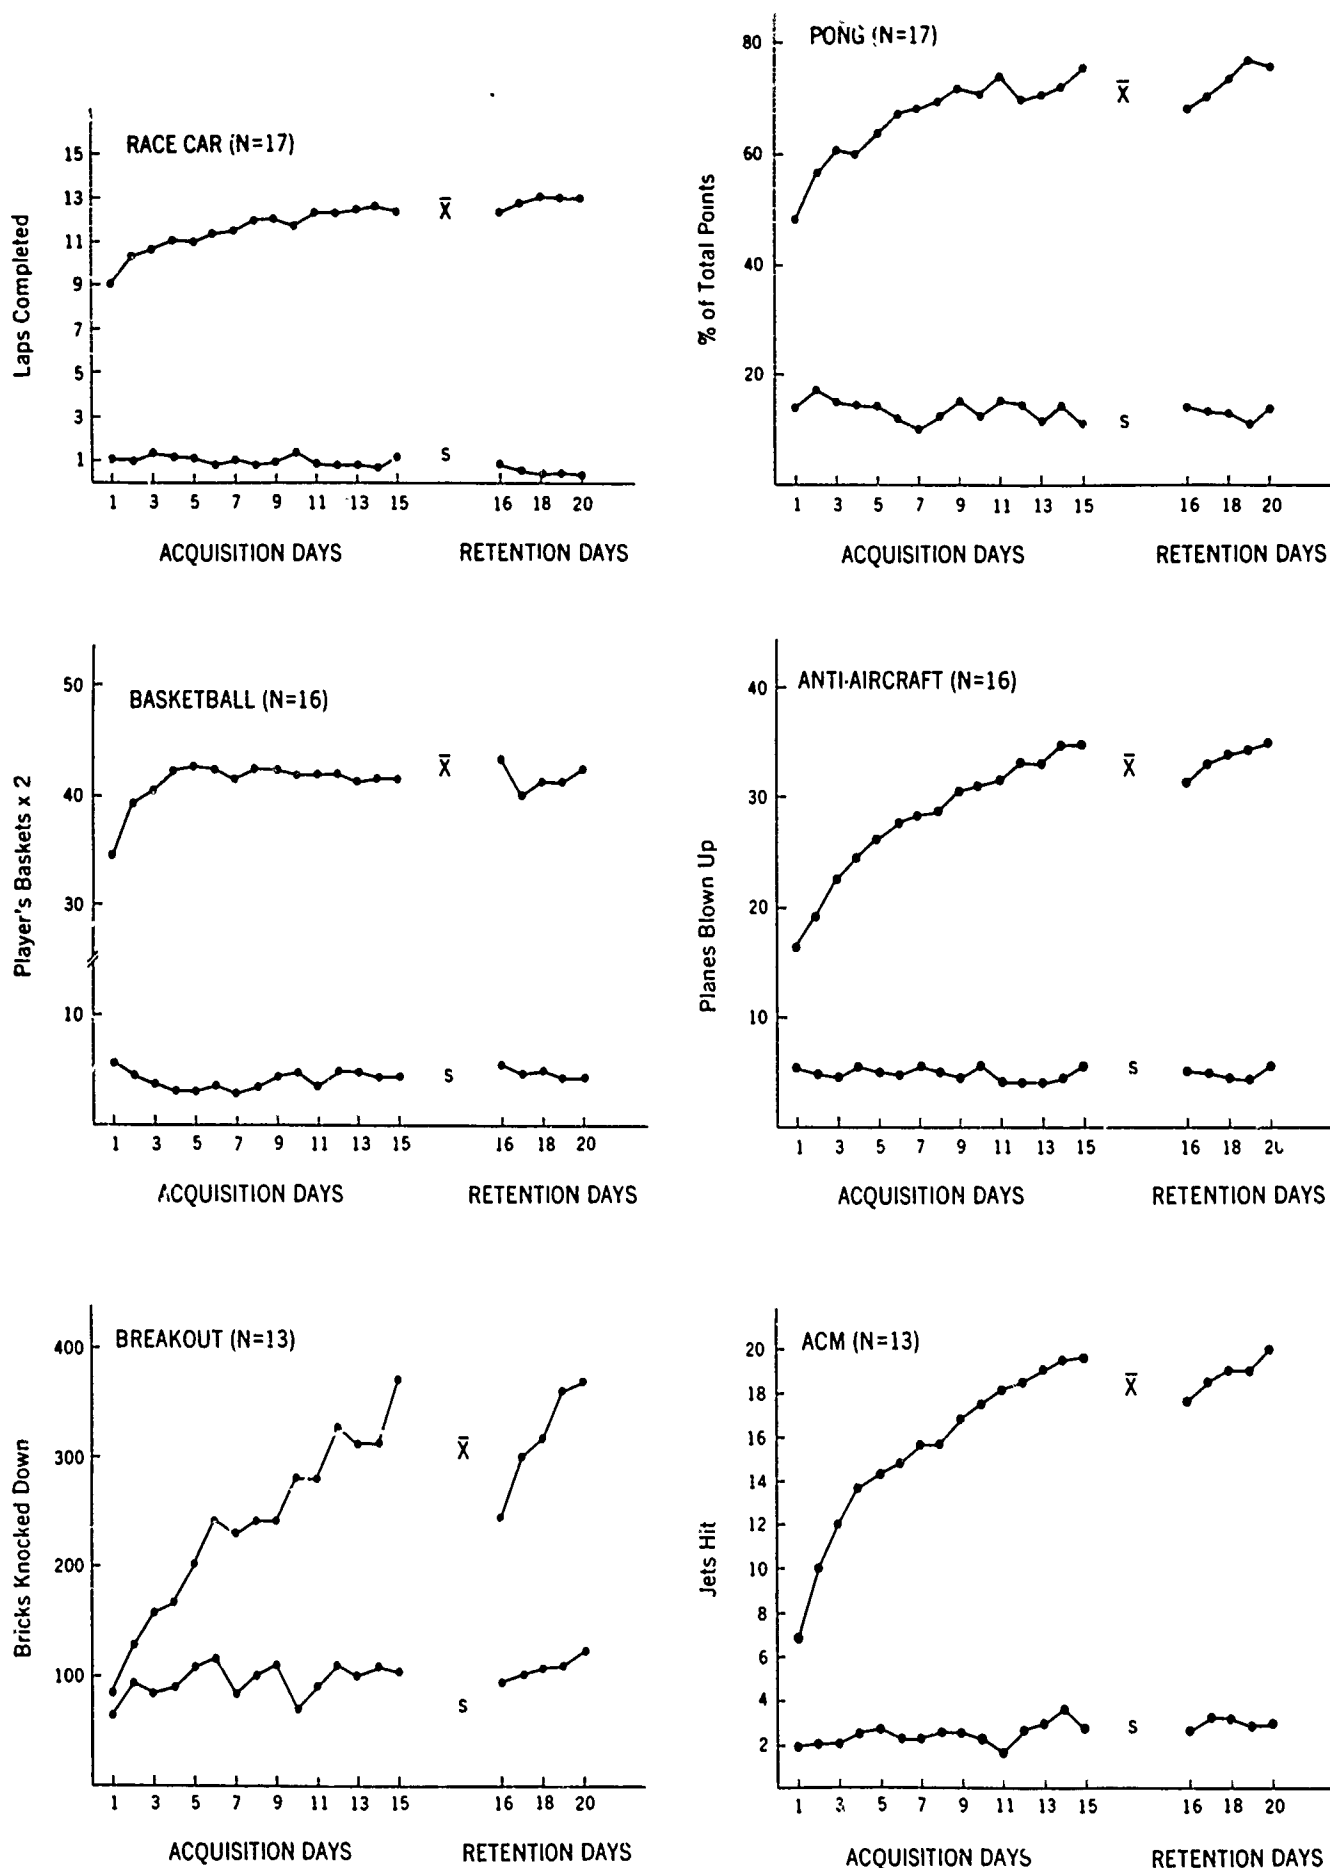 RACE CAR (N=17)
Laps Completed
15
13
11
9
7
5
3
1
X̄
S
1 3 5 7 9 11 13 15 16 18 20
ACQUISITION DAYS RETENTION DAYS
PONG (N=17)
% of Total Points
80
60
40
20
X̄
S
1 3 5 7 9 11 13 15 16 18 20
ACQUISITION DAYS RETENTION DAYS
BASKETBALL (N=16)
Player's Baskets x 2
50
40
30
10
X̄
S
1 3 5 7 9 11 13 15 16 18 20
ACQUISITION DAYS RETENTION DAYS
ANTI-AIRCRAFT (N=16)
Planes Blown Up
40
30
20
10
X̄
S
1 3 5 7 9 11 13 15 16 18 20
ACQUISITION DAYS RETENTION DAYS
BREAKOUT (N=13)
Bricks Knocked Down
400
300
200
100
X̄
S
1 3 5 7 9 11 13 15 16 18 20
ACQUISITION DAYS RETENTION DAYS
ACM (N=13)
Jets Hit
20
18
16
14
12
10
8
6
4
2
X̄
S
1 3 5 7 9 11 13 15 16 18 20
ACQUISITION DAYS RETENTION DAYS